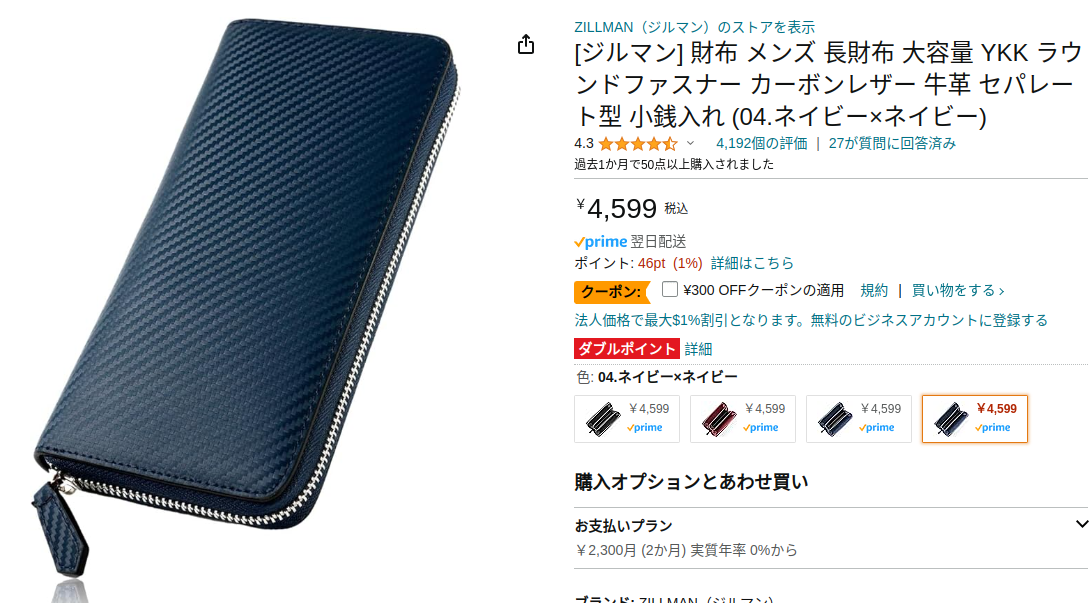 ZILLMAN（ジルマン）のストアを表示
[ジルマン] 財布 メンズ 長財布 大容量 YKK ラウ
ンドファスナー カーボンレザー 牛革 セパレー
ト型 小銭入れ (04.ネイビー×ネイビー)
4.3 4,192個の評価 | 27が質問に回答済み
過去1か月で50点以上購入されました
¥4,599 税込
prime 翌日配送
ポイント: 46pt (1%) 詳細はこちら
クーポン: ¥300 OFFクーポンの適用 規約 | 買い物をする ›
法人価格で最大$1%割引となります。無料のビジネスアカウントに登録する
ダブルポイント 詳細
色: 04.ネイビー×ネイビー
￥4,599 ￥4,599 ￥4,599 ￥4,599
prime prime prime prime
購入オプションとあわせ買い
お支払いプラン
￥2,300月 (2か月) 実質年率 0%から
ブランド: ZILLMAN（ジルマン）